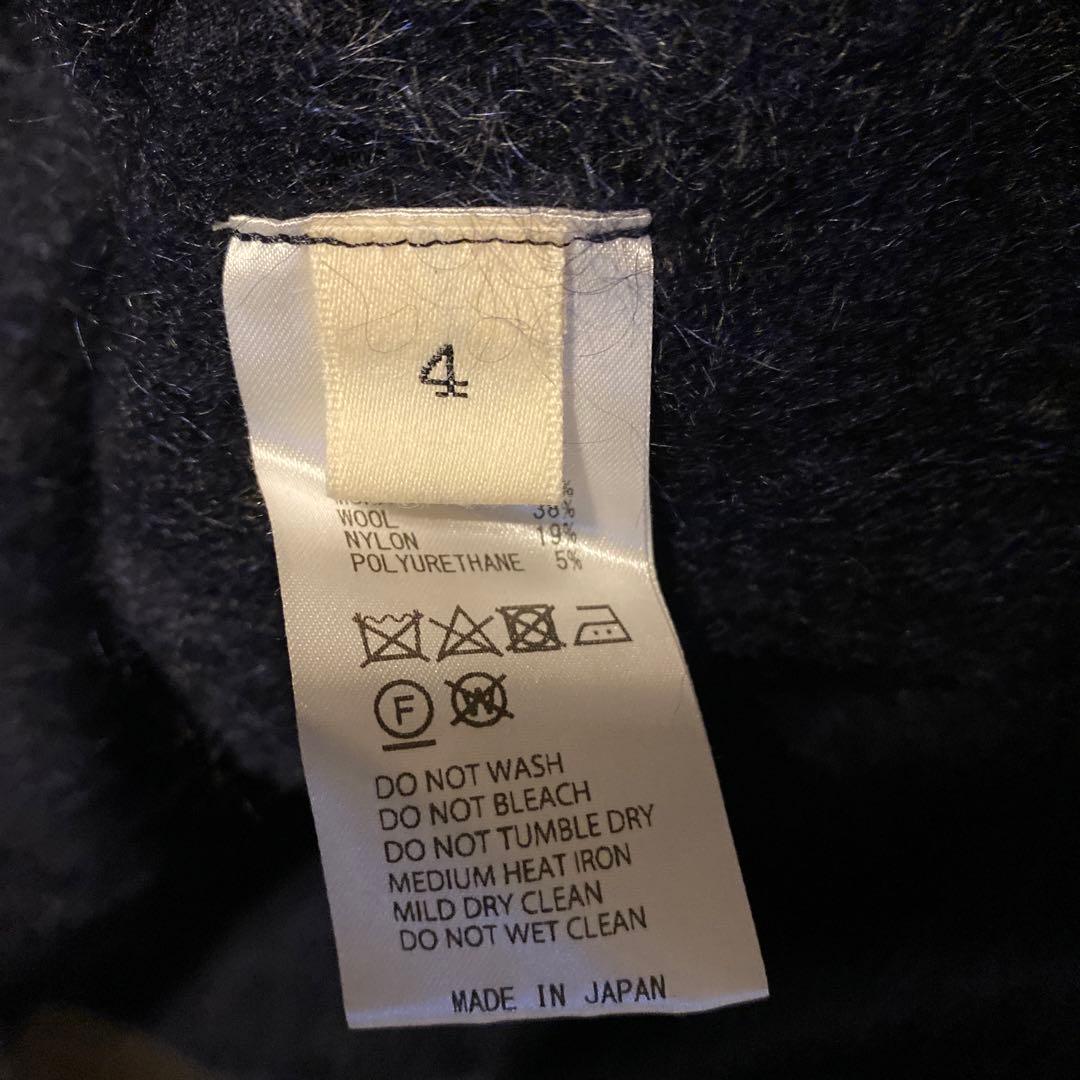 4
%
WOOL 38%
NYLON 19%
POLYURETHANE 5%
F W
DO NOT WASH
DO NOT BLEACH
DO NOT TUMBLE DRY
MEDIUM HEAT IRON
MILD DRY CLEAN
DO NOT WET CLEAN
MADE IN JAPAN